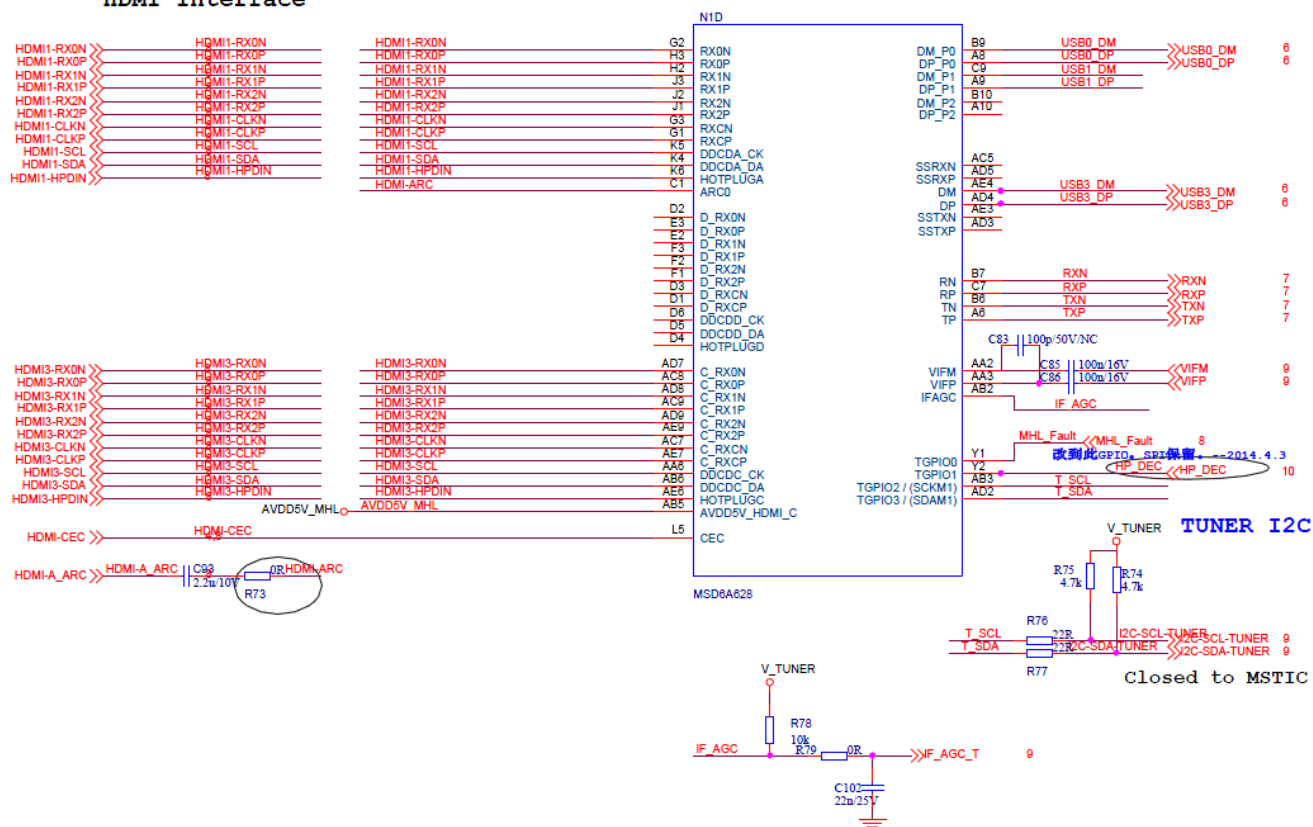 HDMI Interface
N1D
HDMI1-RX0N HDMI1-RX0N HDMI1-RX0N G2 RX0N
HDMI1-RX0P HDMI1-RX0P HDMI1-RX0P H3 RX0P
HDMI1-RX1N HDMI1-RX1N HDMI1-RX1N H2 RX1N
HDMI1-RX1P HDMI1-RX1P HDMI1-RX1P J3 RX1P
HDMI1-RX2N HDMI1-RX2N HDMI1-RX2N J2 RX2N
HDMI1-RX2P HDMI1-RX2P HDMI1-RX2P J1 RX2P
HDMI1-CLKN HDMI1-CLKN HDMI1-CLKN G3 RXCN
HDMI1-CLKP HDMI1-CLKP HDMI1-CLKP G1 RXCP
HDMI1-SCL HDMI1-SCL HDMI1-SCL K5 DDCDA_CK
HDMI1-SDA HDMI1-SDA HDMI1-SDA K4 DDCDA_DA
HDMI1-HPDIN HDMI1-HPDIN HDMI1-HPDIN K6 HOTPLUGA
HDMI-ARC C1 ARC0
D2 D_RX0N
E3 D_RX0P
E2 D_RX1N
F3 D_RX1P
F2 D_RX2N
F1 D_RX2P
D3 D_RXCN
D1 D_RXCP
D6 DDCDD_CK
D5 DDCDD_DA
D4 HOTPLUGD
HDMI3-RX0N HDMI3-RX0N HDMI3-RX0N AD7 C_RX0N
HDMI3-RX0P HDMI3-RX0P HDMI3-RX0P AC8 C_RX0P
HDMI3-RX1N HDMI3-RX1N HDMI3-RX1N AD8 C_RX1N
HDMI3-RX1P HDMI3-RX1P HDMI3-RX1P AC9 C_RX1P
HDMI3-RX2N HDMI3-RX2N HDMI3-RX2N AD9 C_RX2N
HDMI3-RX2P HDMI3-RX2P HDMI3-RX2P AE9 C_RX2P
HDMI3-CLKN HDMI3-CLKN HDMI3-CLKN AC7 C_RXCN
HDMI3-CLKP HDMI3-CLKP HDMI3-CLKP AE7 C_RXCP
HDMI3-SCL HDMI3-SCL HDMI3-SCL AA6 DDCDC_CK
HDMI3-SDA HDMI3-SDA HDMI3-SDA AB6 DDCDC_DA
HDMI3-HPDIN HDMI3-HPDIN HDMI3-HPDIN AE6 HOTPLUGC
AVDD5V_MHL AVDD5V_MHL AB5 AVDD5V_HDMI_C
HDMI-CEC HDMI-CEC L5 CEC
HDMI-A_ARC HDMI-A_ARC C93 0R HDMI-ARC
2.2u/10V R73
MSD6A628
DM_P0 B9 USB0_DM USB0_DM 6
DP_P0 A8 USB0_DP USB0_DP 6
DM_P1 C9 USB1_DM
DP_P1 A9 USB1_DP
DM_P2 B10
DP_P2 A10
SSRXN AC5
SSRXP AD5
DM AE4 USB3_DM USB3_DM 6
DP AD4 USB3_DP USB3_DP 6
SSTXN AE3
SSTXP AD3
RN B7 RXN RXN 7
RP C7 RXP RXP 7
TN B6 TXN TXN 7
TP A6 TXP TXP 7
C83 100p/50V/NC
VIFM AA2 C85 100n/16V VIFM 9
VIFP AA3 C86 100n/16V VIFP 9
IFAGC AB2 IF_AGC
MHL_Fault MHL_Fault 8
改到此GPIO。SPI保留。--2014.4.3
TGPIO0 Y1
TGPIO1 Y2 HP_DEC HP_DEC 10
TGPIO2 / (SCKM1) AB3 T_SCL
TGPIO3 / (SDAM1) AD2 T_SDA
V_TUNER TUNER I2C
R75 R74
4.7k 4.7k
R76
T_SCL 22R I2C-SCL-TUNER I2C-SCL-TUNER 9
T_SDA 22R I2C-SDA-TUNER I2C-SDA-TUNER 9
R77
Closed to MSTIC
V_TUNER
R78
10k
IF_AGC R79 0R IF_AGC_T 9
C102
22n/25V